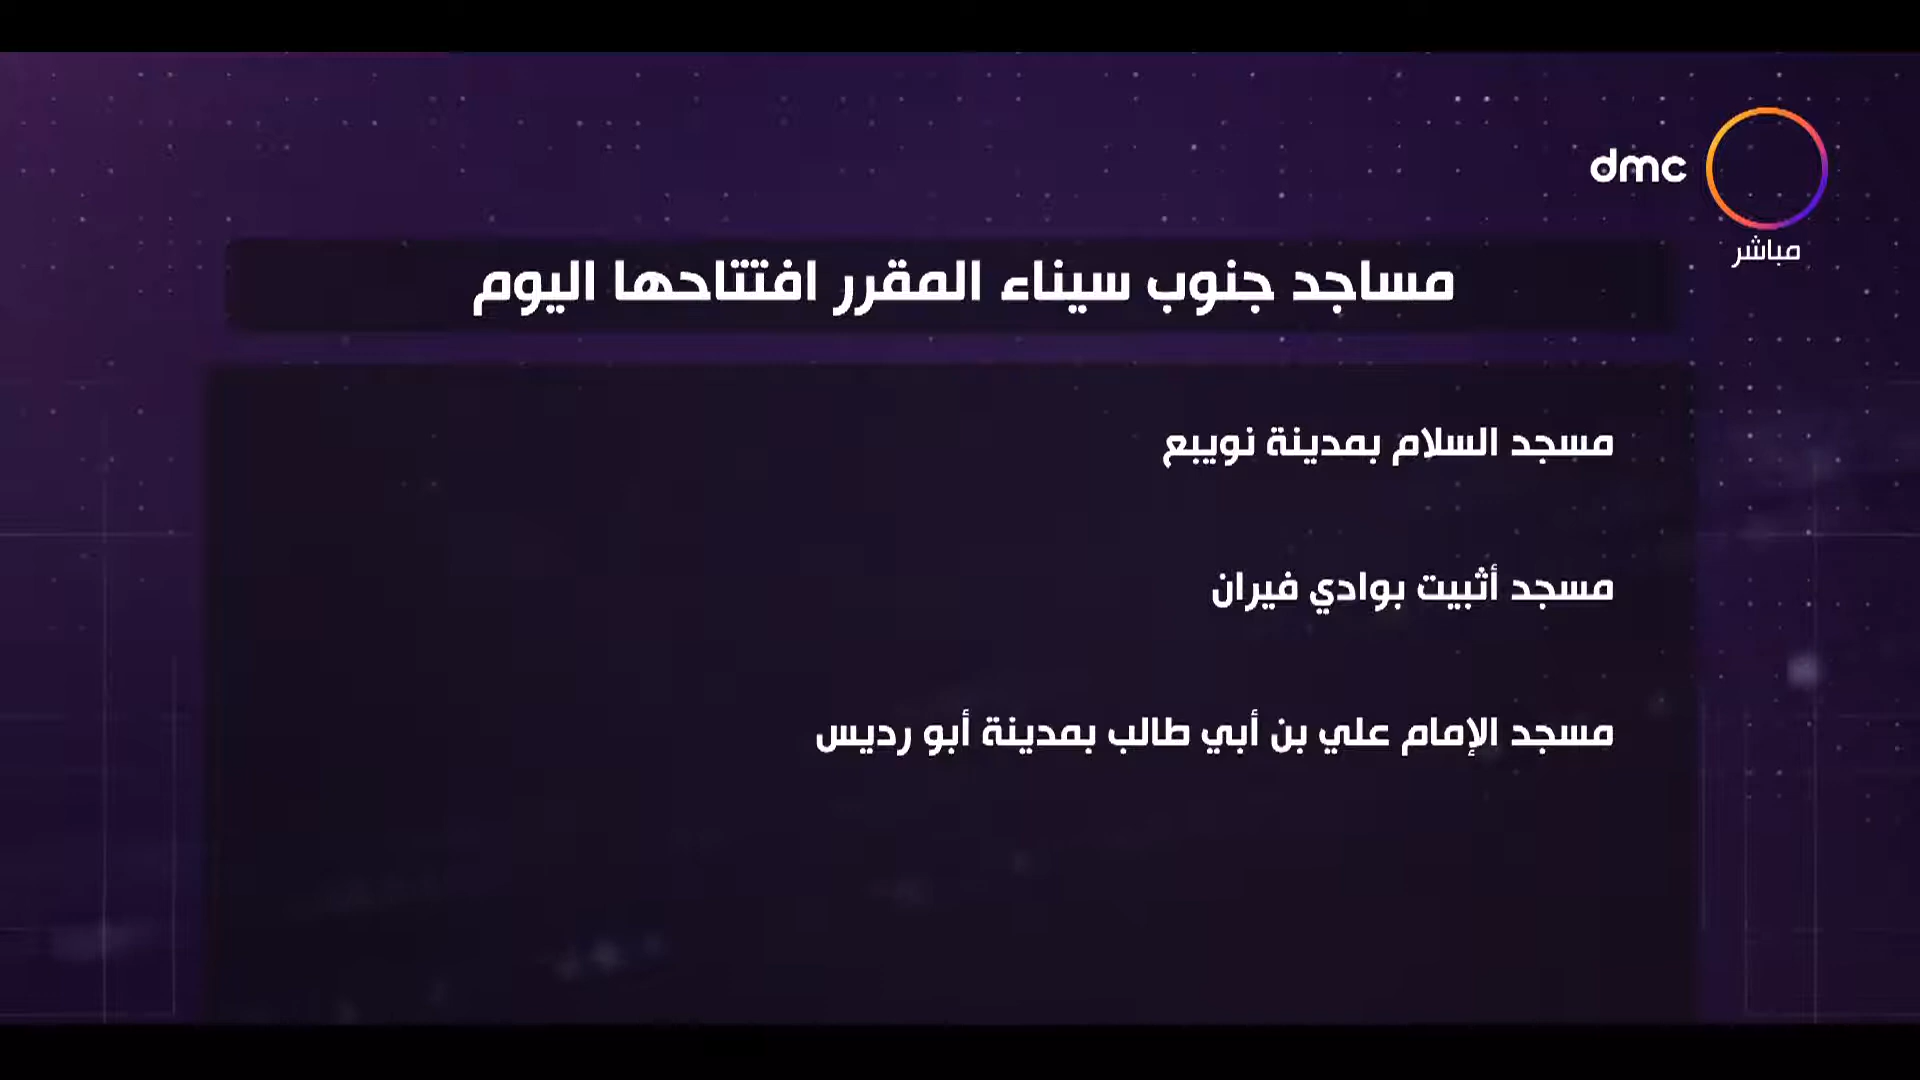 dmc
مباشر
مساجد جنوب سيناء المقرر افتتاحها اليوم
مسجد السلام بمدينة نويبع
مسجد أثبيت بوادي فيران
مسجد الإمام علي بن أبي طالب بمدينة أبو رديس